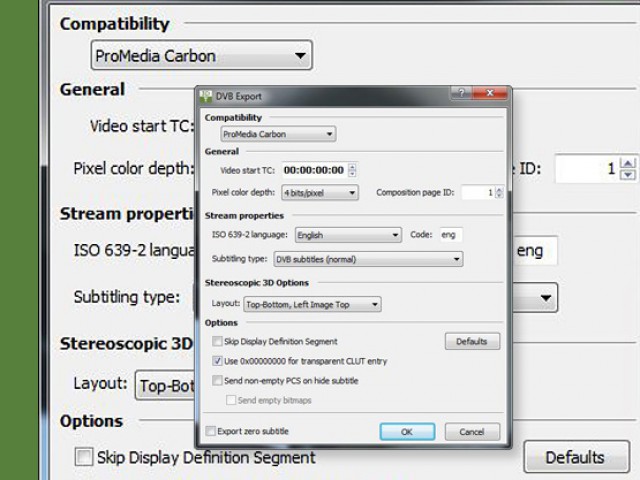 Compatibility
ProMedia Carbon
General
Video start TC:
Pixel color depth:
ID: 1
Stream properti
ISO 639-2 langua
eng
Subtitling type:
Stereoscopic 3D
Layout: Top-Bot
Options
Skip Display Definition Segment
Defaults
DVB Export
Compatibility
ProMedia Carbon
General
Video start TC: 00:00:00:00
Pixel color depth: 4 bits/pixel Composition page ID: 1
Stream properties
ISO 639-2 language: English Code: eng
Subtitling type: DVB subtitles (normal)
Stereoscopic 3D Options
Layout: Top-Bottom, Left Image Top
Options
Skip Display Definition Segment Defaults
Use 0x00000000 for transparent CLUT entry
Send non-empty PCS on hide subtitle
Send empty bitmaps
Export zero subtitle OK Cancel